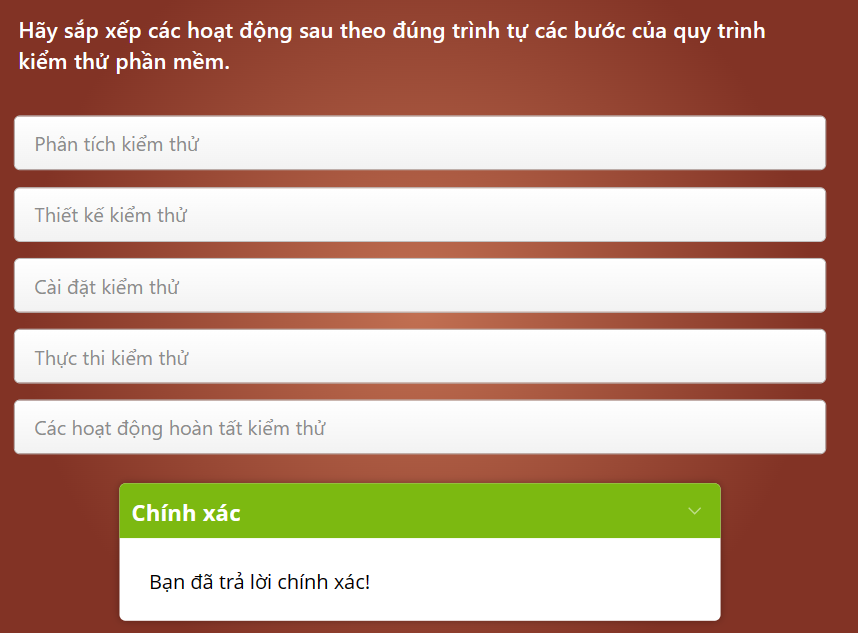 Hãy sắp xếp các hoạt động sau theo đúng trình tự các bước của quy trình
kiểm thử phần mềm.
Phân tích kiểm thử
Thiết kế kiểm thử
Cài đặt kiểm thử
Thực thi kiểm thử
Các hoạt động hoàn tất kiểm thử
Chính xác
Bạn đã trả lời chính xác!